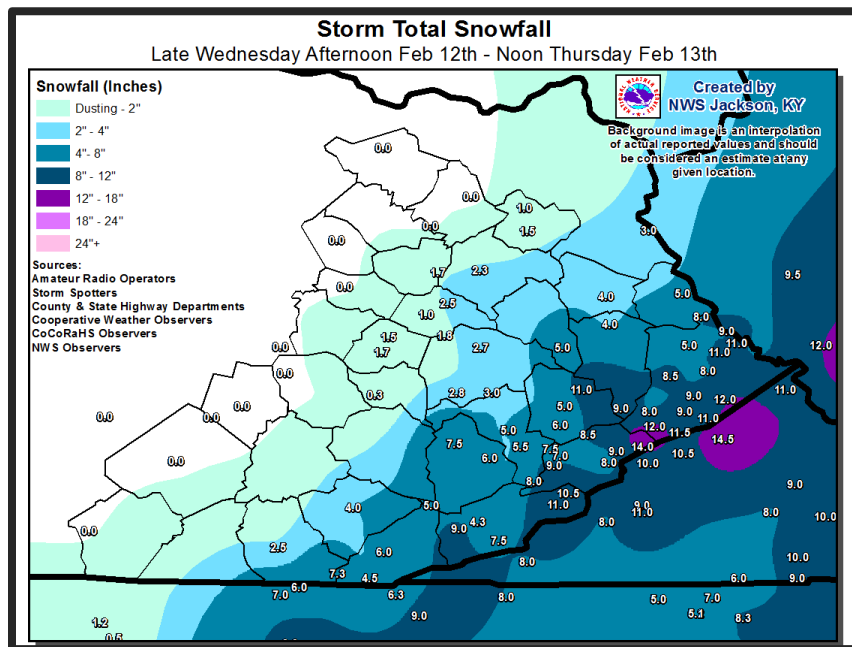 Storm Total Snowfall
Late Wednesday Afternoon Feb 12th - Noon Thursday Feb 13th
Snowfall (Inches)
Dusting - 2"
2" - 4"
4"- 8"
8" - 12"
12" - 18"
18" - 24"
24"+
Sources:
Amateur Radio Operators
Storm Spotters
County & State Highway Departments
Cooperative Weather Observers
CoCoRaHS Observers
NWS Observers
Created by
NWS Jackson, KY
Background image is an interpolation
of actual reported values and should
be considered an estimate at any
given location.
0.0
0.0
1.0
0.0 1.5
0.0 3.0
1.7 2.3 9.5
0.0 4.0 5.0
2.5
1.0 4.0 8.0
1.5 1.8 9.0
0.0 1.7 2.7 5.0 5.0 11.0 12.0
11.0
0.0 8.5 8.0
0.3 2.8 3.0 11.0 9.0 12.0 11.0
0.0 0.0 0.0 5.0 9.0 8.0 9.0 11.0
5.0 6.0 8.5 12.0 11.5 14.5
7.5 5.5 7.5 14.0
0.0 6.0 7.0 9.0 10.5
9.0 8.0 10.0
8.0 9.0
10.5
4.0 5.0 11.0 9.0 11.0 8.0 10.0
0.0 9.0 4.3 8.0
2.5 6.0 7.5
8.0 10.0
7.3 4.5 6.0 9.0
6.0 7.0 6.3 8.0 5.0 7.0
1.2 9.0 5.1 8.3
0.5